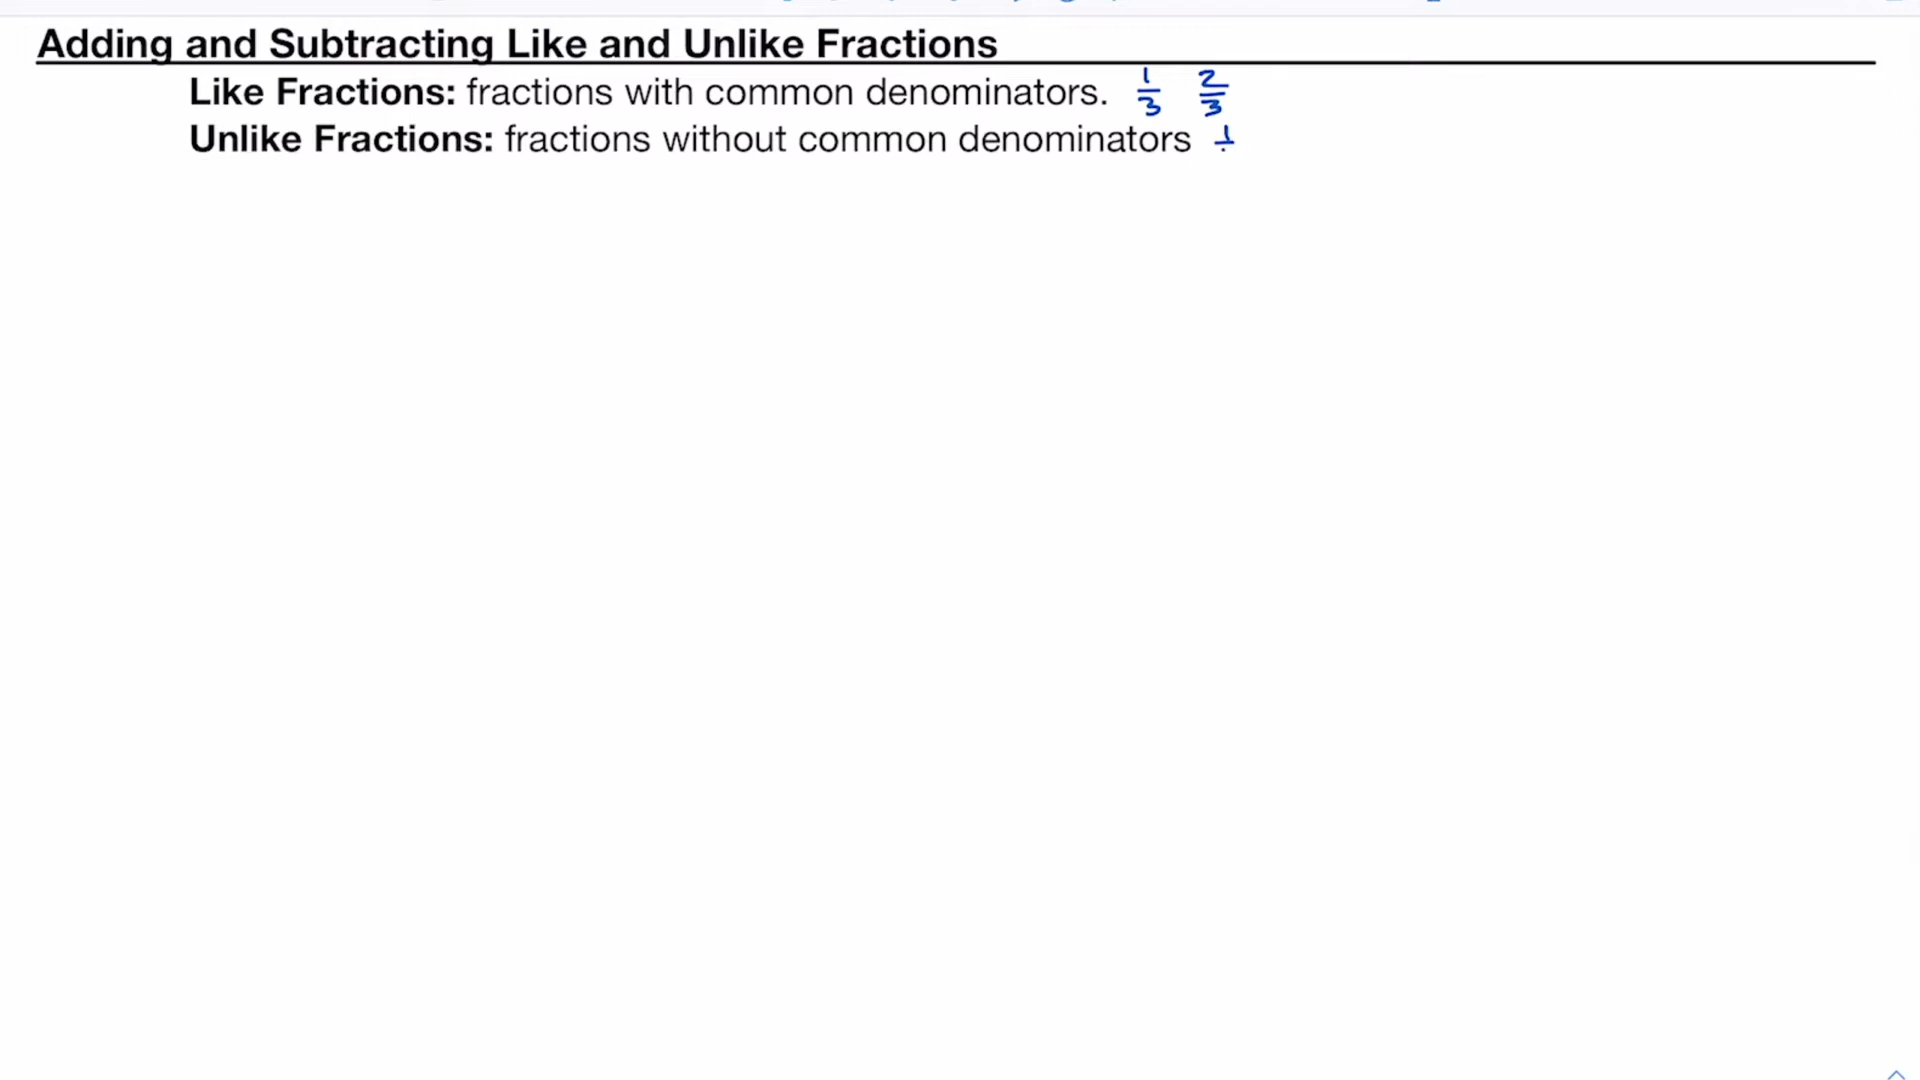 Adding and Subtracting Like and Unlike Fractions
Like Fractions: fractions with common denominators. 1/3 2/3
Unlike Fractions: fractions without common denominators 1